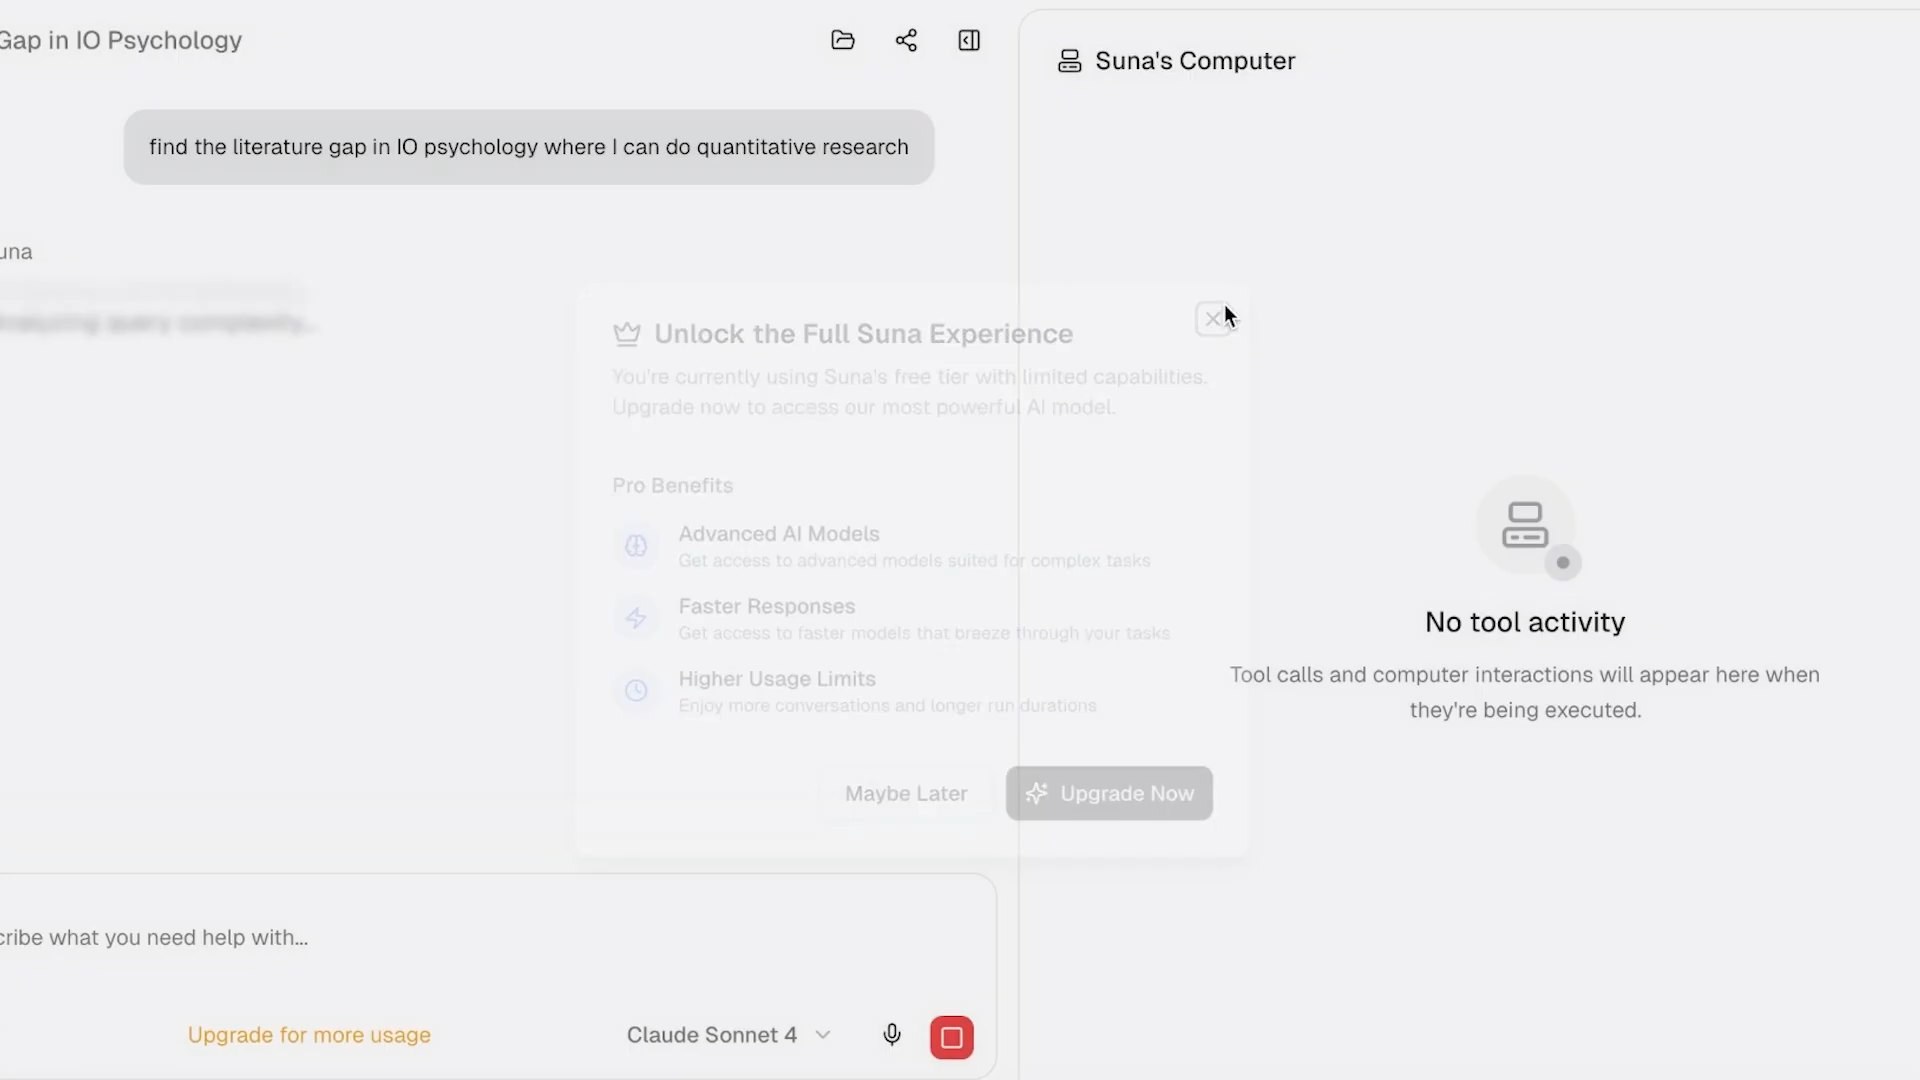 Gap in IO Psychology
Suna's Computer
find the literature gap in IO psychology where I can do quantitative research
una
analyzing query complexity...
Unlock the Full Suna Experience
You're currently using Suna's free tier with limited capabilities.
Upgrade now to access our most powerful AI model.
Pro Benefits
Advanced AI Models
Get access to advanced models suited for complex tasks
Faster Responses
Get access to faster models that breeze through your tasks
Higher Usage Limits
Enjoy more conversations and longer run durations
Maybe Later
Upgrade Now
No tool activity
Tool calls and computer interactions will appear here when
they're being executed.
cribe what you need help with...
Upgrade for more usage
Claude Sonnet 4